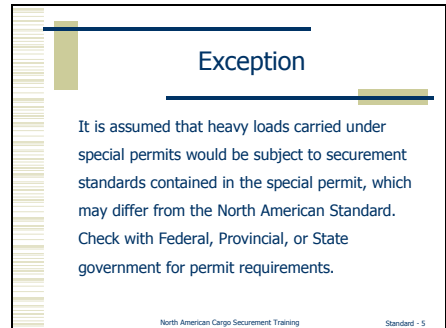 Exception
It is assumed that heavy loads carried under
special permits would be subject to securement
standards contained in the special permit, which
may differ from the North American Standard.
Check with Federal, Provincial, or State
government for permit requirements.
North American Cargo Securement Training
Standard - 5